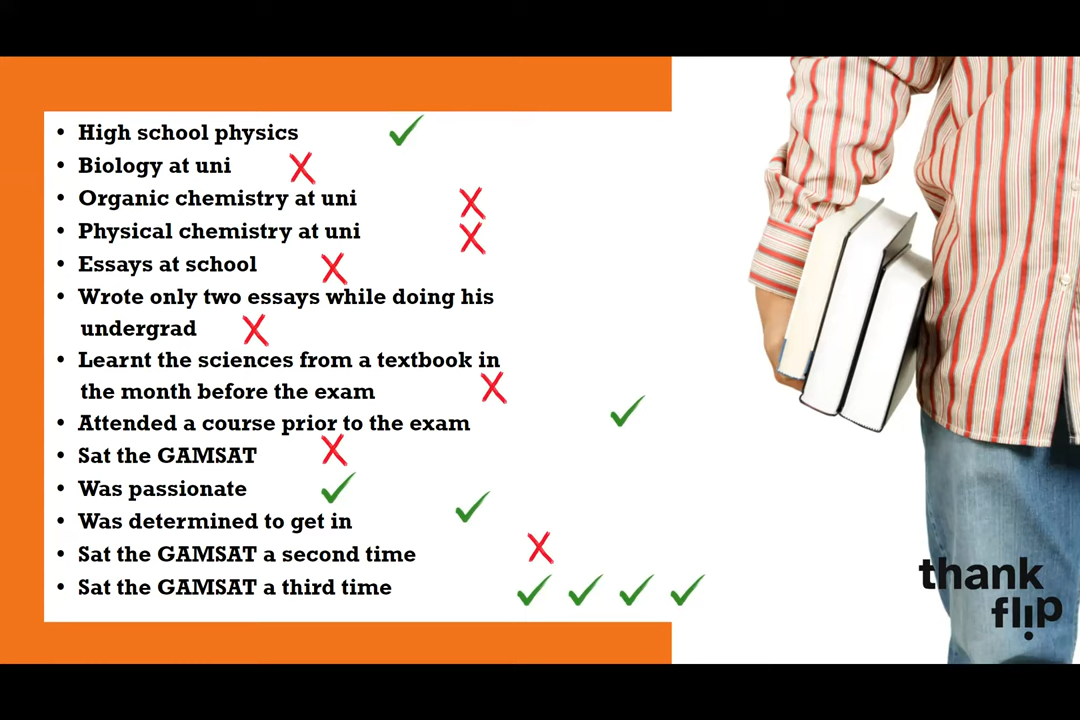 • High school physics
• Biology at uni
• Organic chemistry at uni
• Physical chemistry at uni
• Essays at school
• Wrote only two essays while doing his
undergrad
• Learnt the sciences from a textbook in
the month before the exam
• Attended a course prior to the exam
• Sat the GAMSAT
• Was passionate
• Was determined to get in
• Sat the GAMSAT a second time
• Sat the GAMSAT a third time
thank
flip